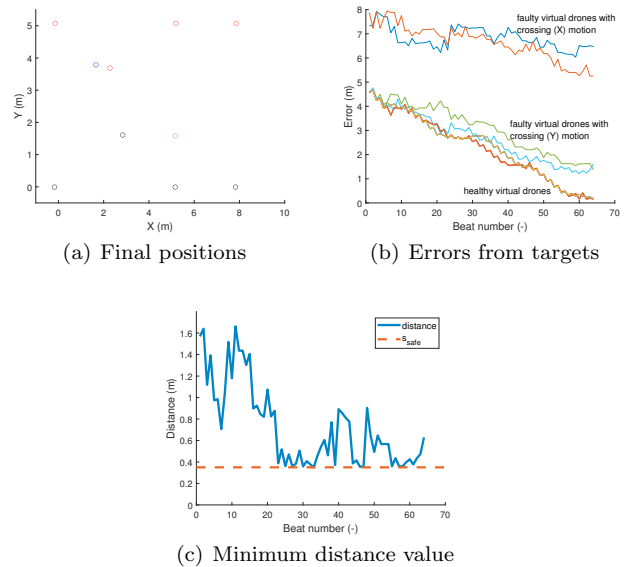 5
4
3
2
1
0
Y (m)
-2
0
2
4
6
8
10
X (m)
(a) Final positions
8
7
6
5
4
3
2
1
0
Error (m)
faulty virtual drones with
crossing (X) motion
faulty virtual drones with
crossing (Y) motion
healthy virtual drones
0
10
20
30
40
50
60
70
Beat number (-)
(b) Errors from targets
1.6
1.4
1.2
1
0.8
0.6
0.4
0.2
0
Distance (m)
distance
s_safe
0
10
20
30
40
50
60
70
Beat number (-)
(c) Minimum distance value